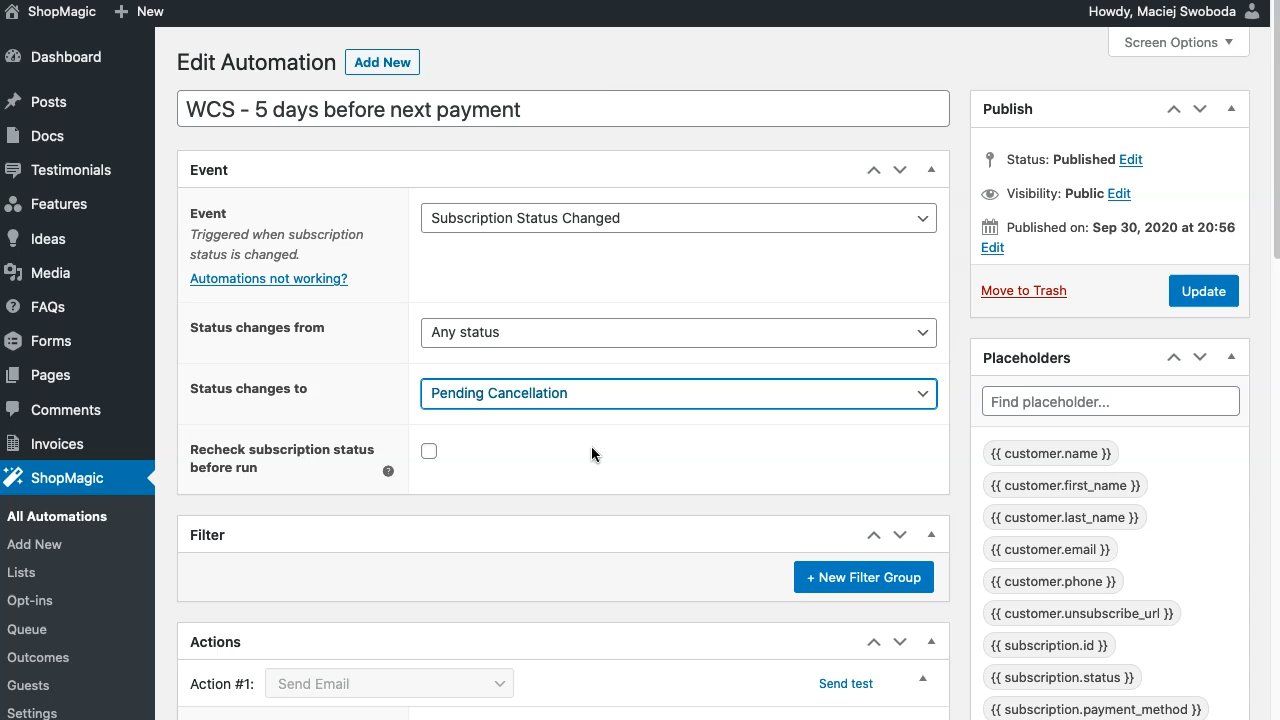 ShopMagic
New
Howdy, Maciej Swoboda
Dashboard
Posts
Docs
Testimonials
Features
Ideas
Media
FAQs
Forms
Pages
Comments
Invoices
ShopMagic
All Automations
Add New
Lists
Opt-ins
Queue
Outcomes
Guests
Settings
Screen Options
Edit Automation
Add New
WCS - 5 days before next payment
Event
Event
Triggered when subscription
status is changed.
Automations not working?
Subscription Status Changed
Status changes from
Any status
Status changes to
Pending Cancellation
Recheck subscription status
before run
Filter
+ New Filter Group
Actions
Action #1:
Send Email
Send test
Publish
Status: Published Edit
Visibility: Public Edit
Published on: Sep 30, 2020 at 20:56
Edit
Move to Trash
Update
Placeholders
Find placeholder...
{{ customer.name }}
{{ customer.first_name }}
{{ customer.last_name }}
{{ customer.email }}
{{ customer.phone }}
{{ customer.unsubscribe_url }}
{{ subscription.id }}
{{ subscription.status }}
{{ subscription.payment_method }}